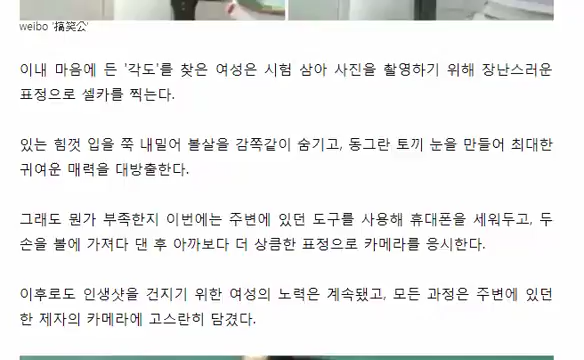 weibo '搞笑公'
이내 마음에 든 '각도'를 찾은 여성은 시험 삼아 사진을 촬영하기 위해 장난스러운
표정으로 셀카를 찍는다.
있는 힘껏 입을 쭉 내밀어 볼살을 감쪽같이 숨기고, 동그란 토끼 눈을 만들어 최대한
귀여운 매력을 대방출한다.
그래도 뭔가 부족한지 이번에는 주변에 있던 도구를 사용해 휴대폰을 세워두고, 두
손을 볼에 가져다 댄 후 아까보다 더 상큼한 표정으로 카메라를 응시한다.
이후로도 인생샷을 건지기 위한 여성의 노력은 계속됐고, 모든 과정은 주변에 있던
한 제자의 카메라에 고스란히 담겼다.